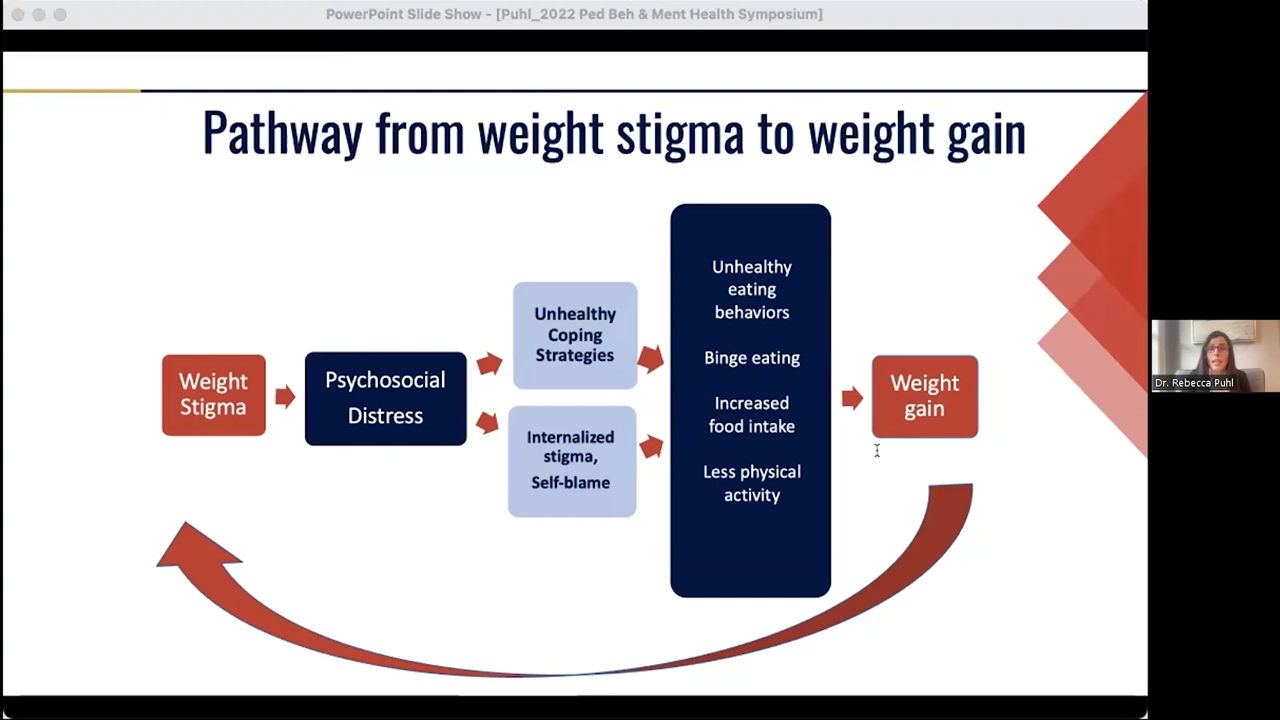 PowerPoint Slide Show - [Puhl_2022 Ped Beh & Ment Health Symposium]
Pathway from weight stigma to weight gain
Weight
Stigma
Psychosocial
Distress
Unhealthy
Coping
Strategies
Internalized
stigma,
Self-blame
Unhealthy
eating
behaviors
Binge eating
Increased
food intake
Less physical
activity
Weight
gain
Dr. Rebecca Puhl